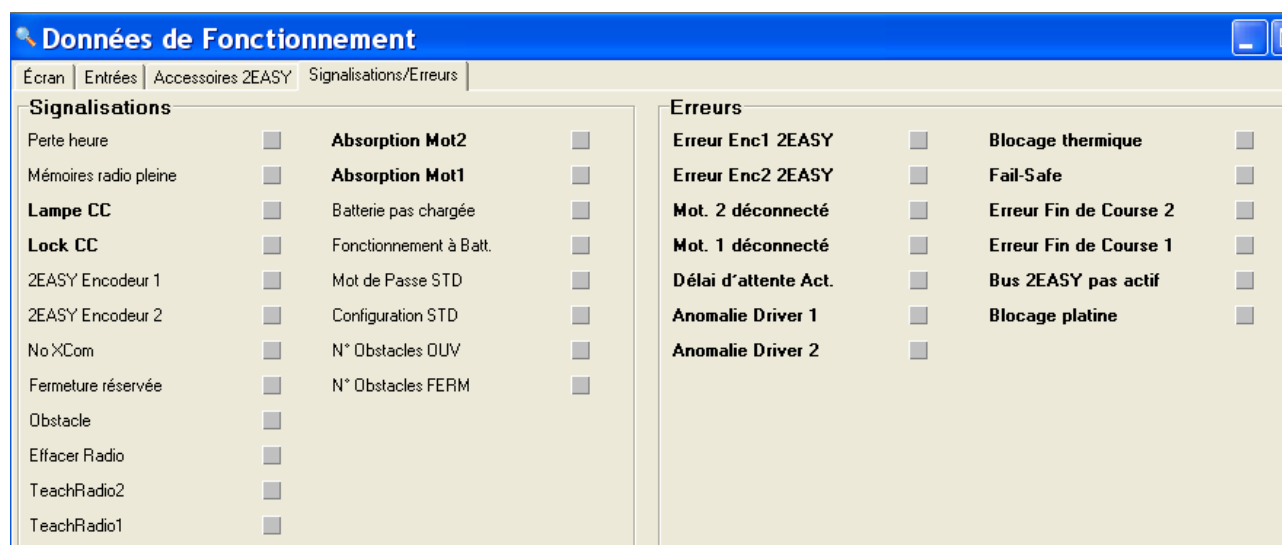 Données de Fonctionnement
Écran Entrées Accessoires 2EASY Signalisations/Erreurs
Signalisations
Perte heure
Mémoires radio pleine
Lampe CC
Lock CC
2EASY Encodeur 1
2EASY Encodeur 2
No XCom
Fermeture réservée
Obstacle
Effacer Radio
TeachRadio2
TeachRadio1
Absorption Mot2
Absorption Mot1
Batterie pas chargée
Fonctionnement à Batt.
Mot de Passe STD
Configuration STD
N° Obstacles OUV
N° Obstacles FERM
Erreurs
Erreur Enc1 2EASY
Erreur Enc2 2EASY
Mot. 2 déconnecté
Mot. 1 déconnecté
Délai d´attente Act.
Anomalie Driver 1
Anomalie Driver 2
Blocage thermique
Fail-Safe
Erreur Fin de Course 2
Erreur Fin de Course 1
Bus 2EASY pas actif
Blocage platine